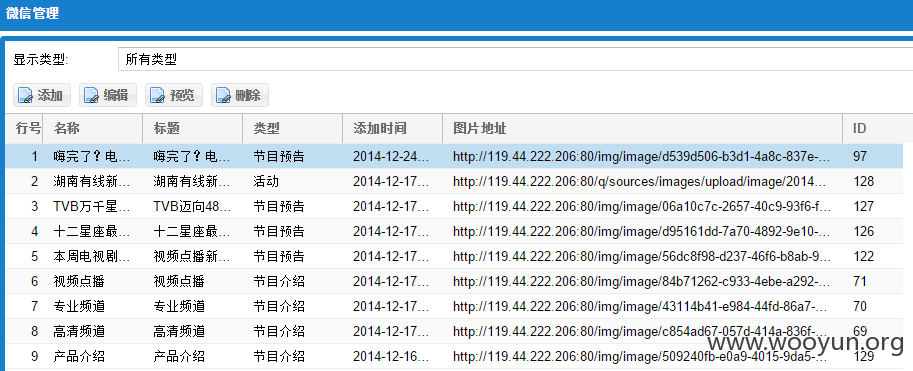 微信管理
显示类型: 所有类型
添加 编辑 预览 删除
行号 名称 标题 类型 添加时间 图片地址 ID
1 嗨完了？电... 嗨完了？电... 节目预告 2014-12-24... http://119.44.222.206:80/img/image/d539d506-b3d1-4a8c-837e-... 97
2 湖南有线新... 湖南有线新... 活动 2014-12-17... http://119.44.222.206:80/q/sources/images/upload/image/2014... 128
3 TVB万千星... TVB迈向48... 节目预告 2014-12-17... http://119.44.222.206:80/img/image/06a10c7c-2657-40c9-93f6-f... 127
4 十二星座最... 十二星座最... 节目预告 2014-12-17... http://119.44.222.206:80/img/image/d95161dd-7a70-4892-9e10-... 126
5 本周电视剧... 视频点播新... 节目预告 2014-12-17... http://119.44.222.206:80/img/image/56dc8f98-d237-46f6-b8ab-9... 122
6 视频点播 视频点播 节目介绍 2014-12-17... http://119.44.222.206:80/img/image/84b71262-c933-4ebe-a292-... 71
7 专业频道 专业频道 节目介绍 2014-12-17... http://119.44.222.206:80/img/image/43114b41-e984-44fd-86a7-... 70
8 高清频道 高清频道 节目介绍 2014-12-17... http://119.44.222.206:80/img/image/c854ad67-057d-414a-836f-... 69
9 产品介绍 产品介绍 节目介绍 2014-12-16... http://119.44.222.206:80/img/image/509240fb-e0a9-4015-9da5-... 129
www.wooyun.org